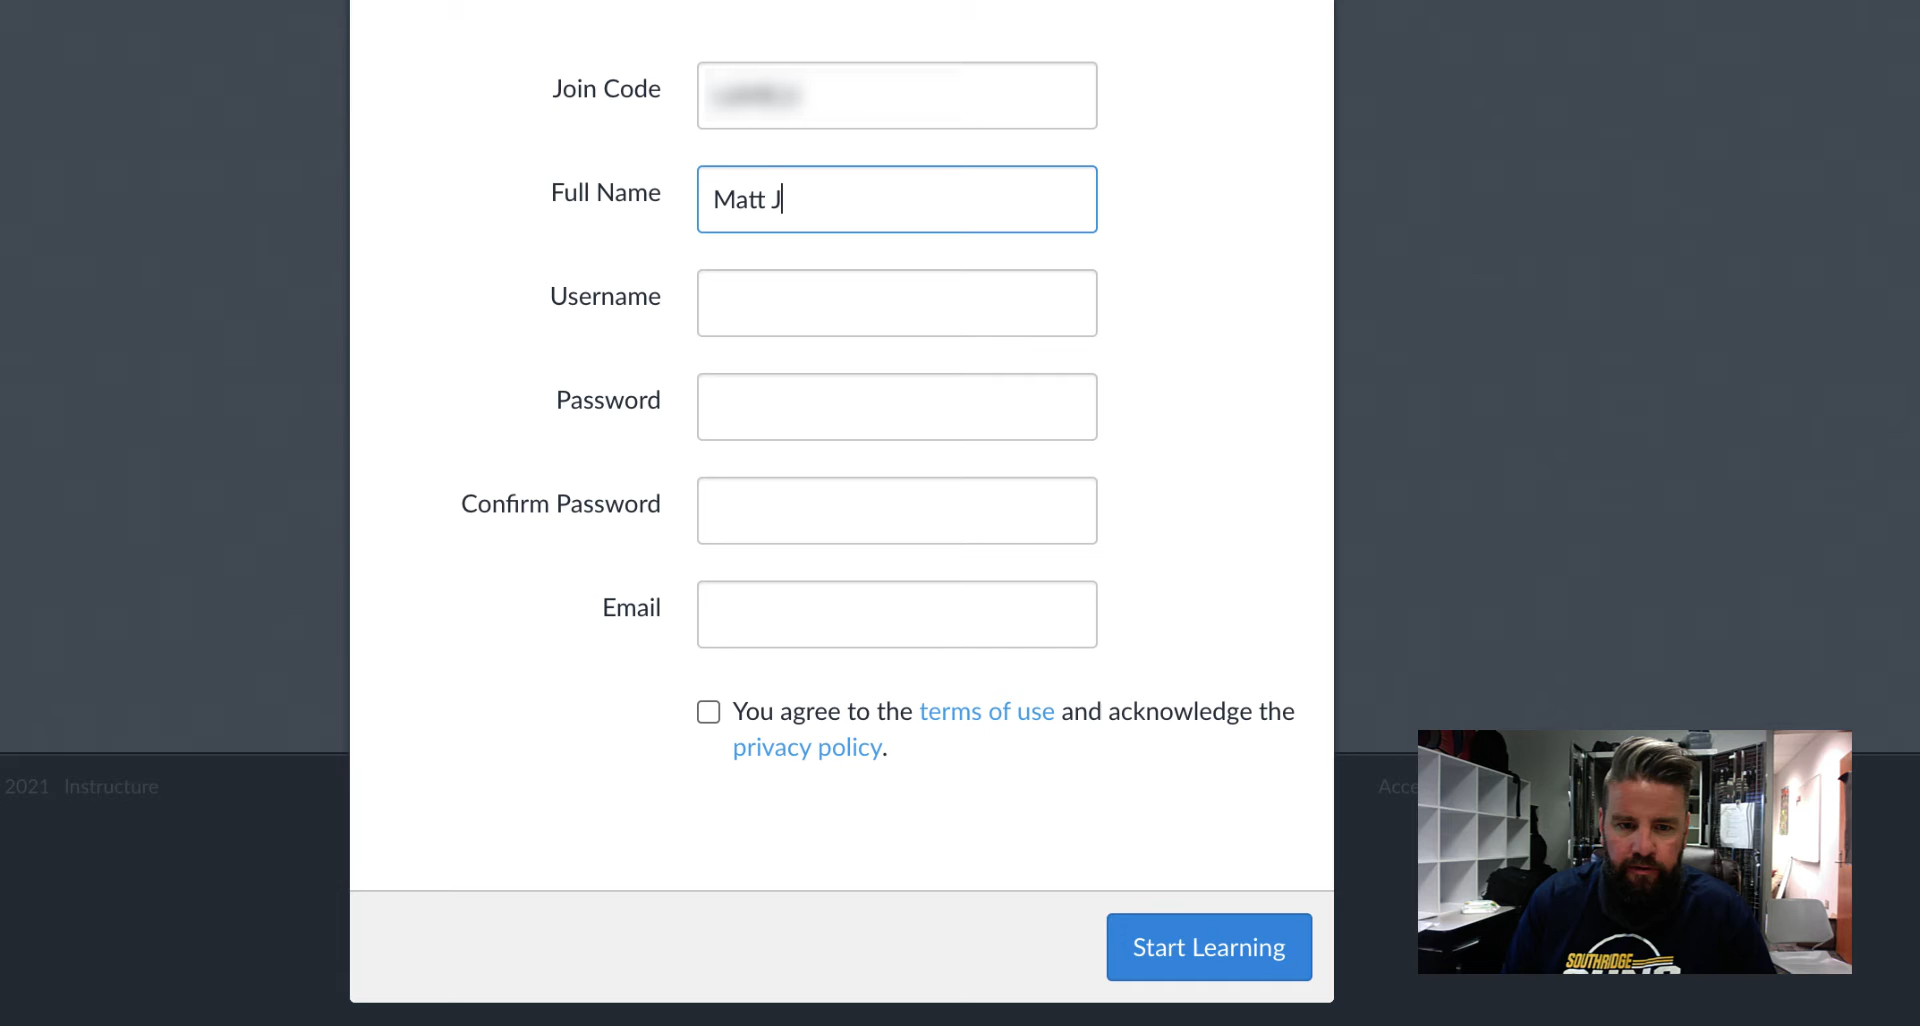 Join Code
Full Name
Matt J
Username
Password
Confirm Password
Email
You agree to the terms of use and acknowledge the
privacy policy.
2021 Instructure
Acce
Start Learning
SOUTHRIDGE